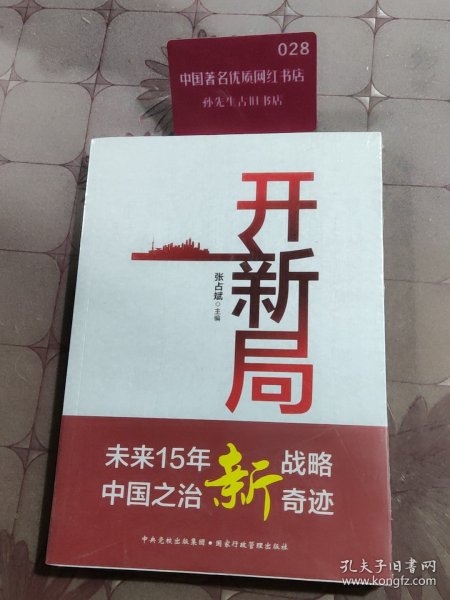 028
中国著名优质网红书店
孙先生古旧书店
开新局
张占斌◇主编
未来15年新战略
中国之治新奇迹
中央党校出版集团●国家行政管理出版社
孔夫子旧书网
kongfz.com